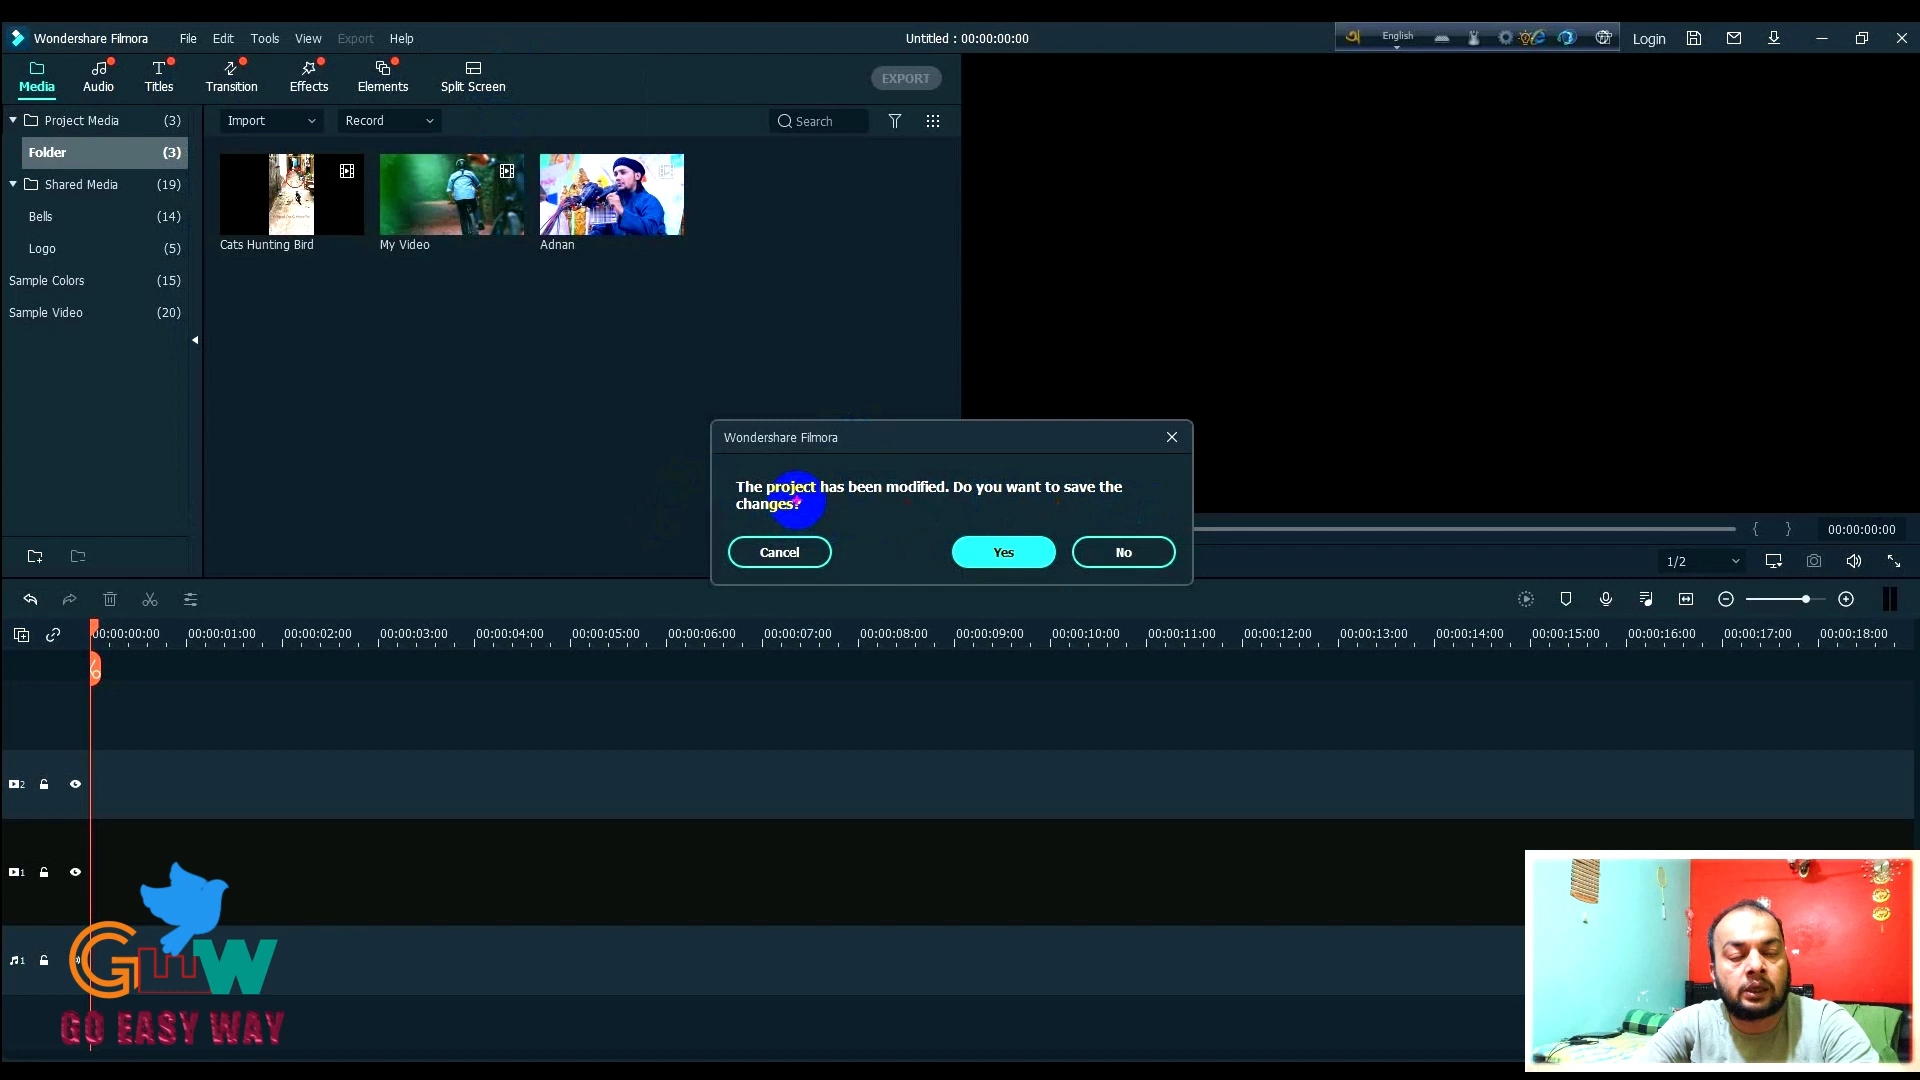 Wondershare Filmora File Edit Tools View Export Help Untitled : 00:00:00:00 English Login
Media Audio Titles Transition Effects Elements Split Screen EXPORT
Project Media (3) Import Record Search
Folder (3)
Shared Media (19)
Bells (14)
Logo (5)
Sample Colors (15)
Sample Video (20)
Cats Hunting Bird My Video Adnan
Wondershare Filmora
The project has been modified. Do you want to save the
changes?
Cancel Yes No
00:00:00:00
1/2
00:00:00:00 00:00:01:00 00:00:02:00 00:00:03:00 00:00:04:00 00:00:05:00 00:00:06:00 00:00:07:00 00:00:08:00 00:00:09:00 00:00:10:00 00:00:11:00 00:00:12:00 00:00:13:00 00:00:14:00 00:00:15:00 00:00:16:00 00:00:17:00 00:00:18:00
2
1
1
GEW
GO EASY WAY